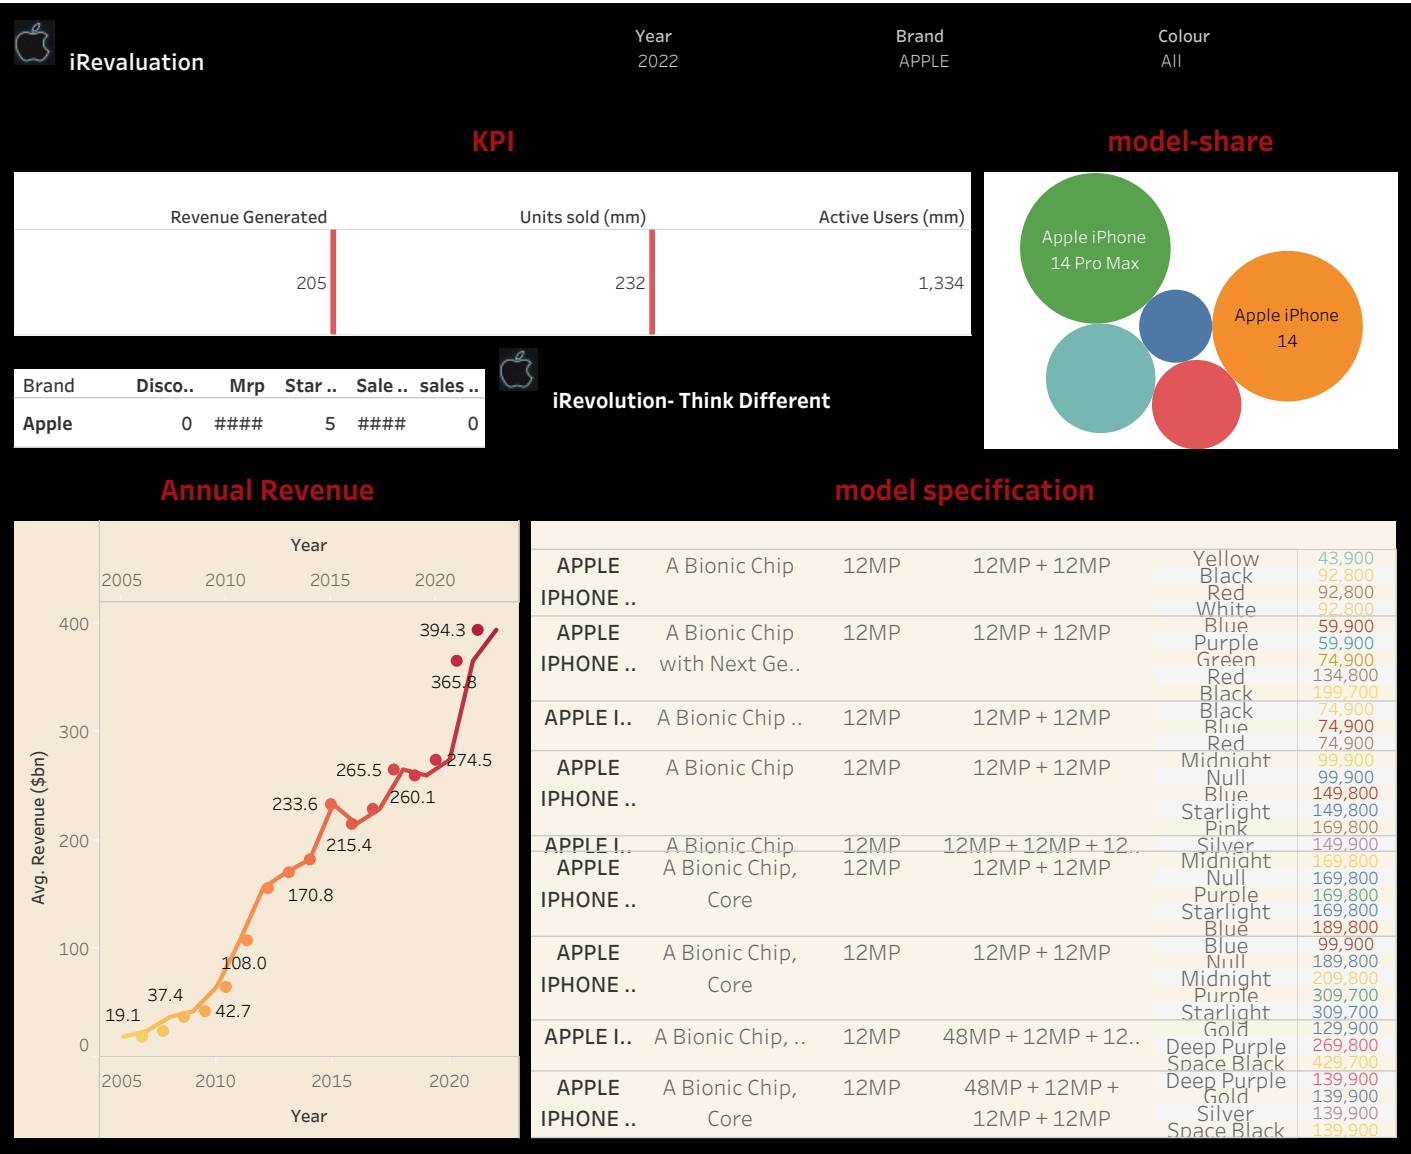 iRevaluation
Year
2022
Brand
APPLE
Colour
All
KPI
model-share
Revenue Generated
Units sold (mm)
Active Users (mm)
205
232
1,334
Apple iPhone
14 Pro Max
Apple iPhone
14
Brand Disco.. Mrp Star .. Sale .. sales ..
Apple 0 #### 5 #### 0
iRevolution- Think Different
Annual Revenue
model specification
Year
2005 2010 2015 2020
400
300
200
100
0
Avg. Revenue ($bn)
394.3
365.8
274.5
265.5
260.1
233.6
215.4
170.8
108.0
37.4
42.7
19.1
2005 2010 2015 2020
Year
APPLE
IPHONE ..
A Bionic Chip
12MP
12MP + 12MP
Yellow 43,900
Black 92,800
Red 92,800
White 92,800
APPLE
IPHONE ..
A Bionic Chip
with Next Ge..
12MP
12MP + 12MP
Blue 59,900
Purple 59,900
Green 74,900
Red 134,800
Black 199,700
APPLE I..
A Bionic Chip ..
12MP
12MP + 12MP
Black 74,900
Blue 74,900
Red 74,900
APPLE
IPHONE ..
A Bionic Chip
12MP
12MP + 12MP
Midnight 99,900
Null 99,900
Blue 149,800
Starlight 149,800
Pink 169,800
APPLE I..
A Bionic Chip
12MP
12MP + 12MP + 12..
Silver 149,900
APPLE
IPHONE ..
A Bionic Chip,
Core
12MP
12MP + 12MP
Midnight 169,800
Null 169,800
Purple 169,800
Starlight 169,800
Blue 189,800
APPLE
IPHONE ..
A Bionic Chip,
Core
12MP
12MP + 12MP
Blue 99,900
Null 189,800
Midnight 209,800
Purple 309,700
Starlight 309,700
APPLE I..
A Bionic Chip, ..
12MP
48MP + 12MP + 12..
Gold 129,900
Deep Purple 269,800
Space Black 429,700
APPLE
IPHONE ..
A Bionic Chip,
Core
12MP
48MP + 12MP +
12MP + 12MP
Deep Purple 139,900
Gold 139,900
Silver 139,900
Space Black 139,900